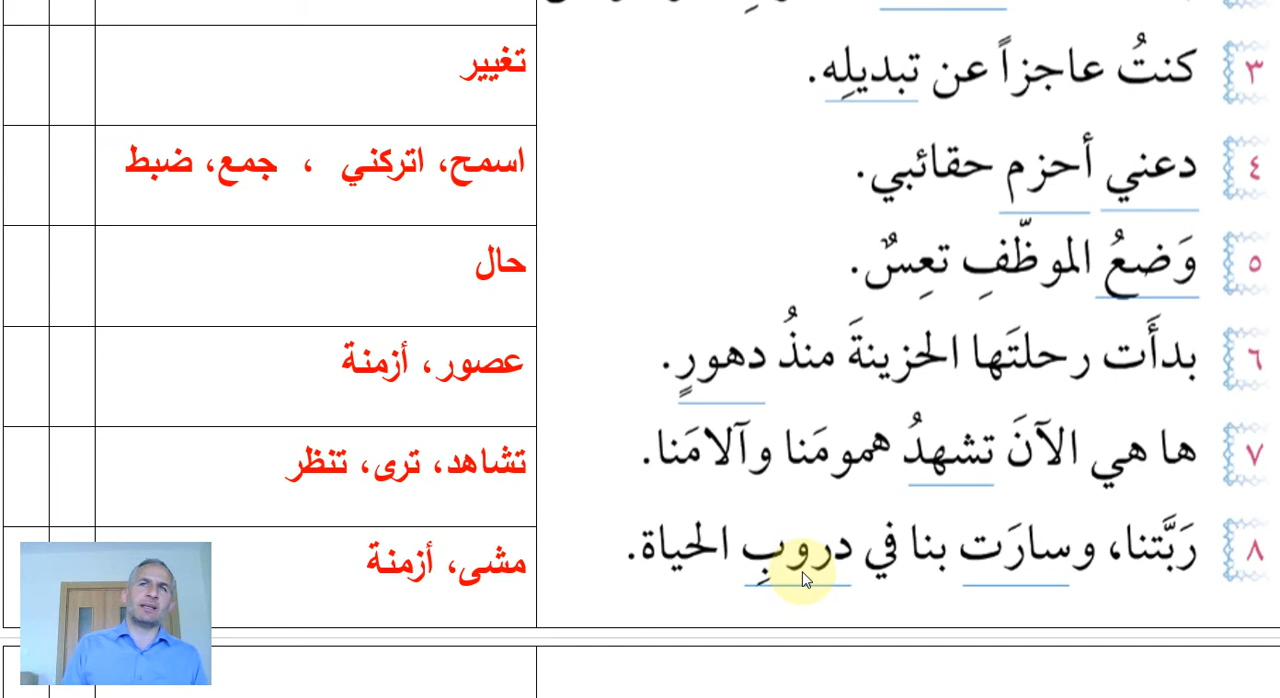 ٣ كنتُ عاجزاً عن تبديلِه.
تغيير
٤ دعني أحزم حقائبي.
اسمح، اتركني ، جمع، ضبط
٥ وَضعُ الموظّفِ تعِسٌ.
حال
٦ بدأَت رحلتَها الحزينةَ منذُ دهورٍ.
عصور، أزمنة
٧ ها هي الآنَ تشهدُ همومَنا وآلامَنا.
تشاهد، ترى، تنظر
٨ رَبَّتنا، وسارَت بنا في دروبِ الحياة.
مشى، أزمنة